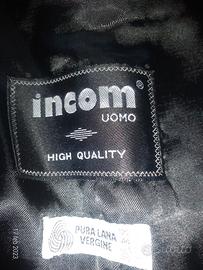 incom®
UOMO
HIGH QUALITY
PURA LANA
VERGINE